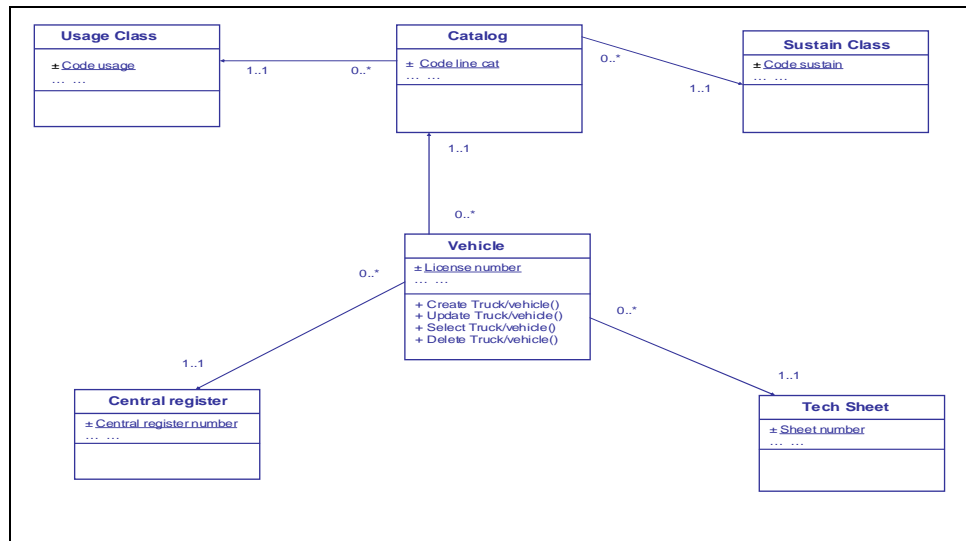 Usage Class
± Code usage
... ...
Catalog
± Code line cat
... ...
Sustain Class
± Code sustain
... ...
1..1
0..*
0..*
1..1
1..1
0..*
Vehicle
± License number
... ...
+ Create Truck/vehicle()
+ Update Truck/vehicle()
+ Select Truck/vehicle()
+ Delete Truck/vehicle()
0..*
0..*
1..1
1..1
Central register
± Central register number
... ...
Tech Sheet
± Sheet number
... ...